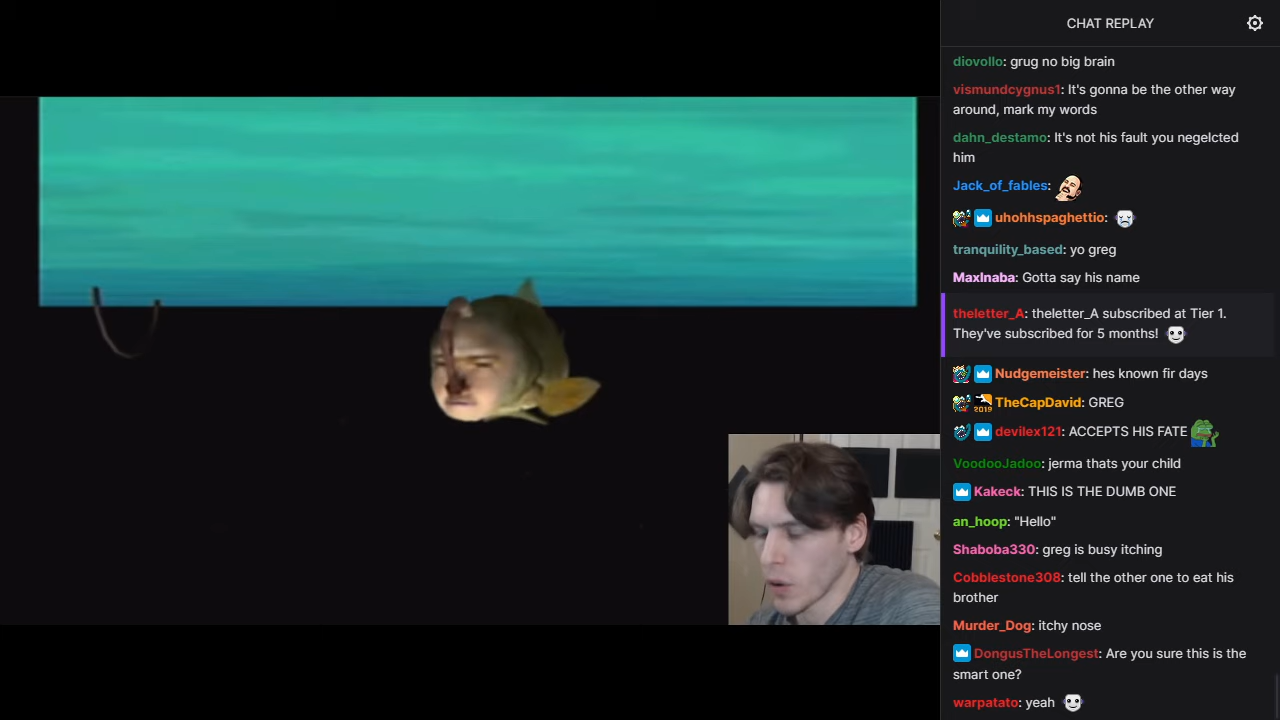 CHAT REPLAY
diovollo: grug no big brain
vismundcygnus1: It's gonna be the other way
around, mark my words
dahn_destamo: It's not his fault you negelcted
him
Jack_of_fables:
uhohhspaghettio:
tranquility_based: yo greg
MaxInaba: Gotta say his name
theletter_A: theletter_A subscribed at Tier 1.
They've subscribed for 5 months!
Nudgemeister: hes known fir days
2019 TheCapDavid: GREG
devilex121: ACCEPTS HIS FATE
VoodooJadoo: jerma thats your child
Kakeck: THIS IS THE DUMB ONE
an_hoop: "Hello"
Shaboba330: greg is busy itching
Cobblestone308: tell the other one to eat his
brother
Murder_Dog: itchy nose
DongusTheLongest: Are you sure this is the
smart one?
warpatato: yeah